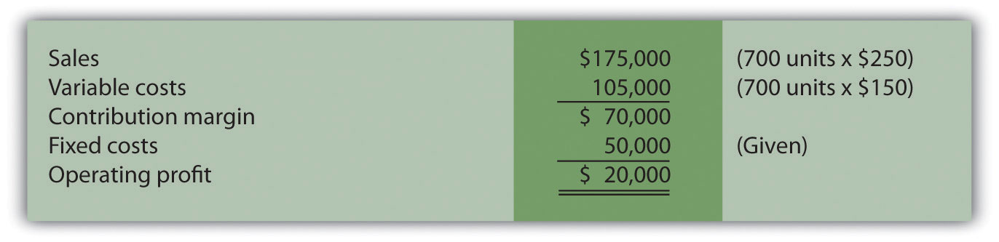 Sales $175,000 (700 units x $250)
Variable costs 105,000 (700 units x $150)
Contribution margin $ 70,000
Fixed costs 50,000 (Given)
Operating profit $ 20,000